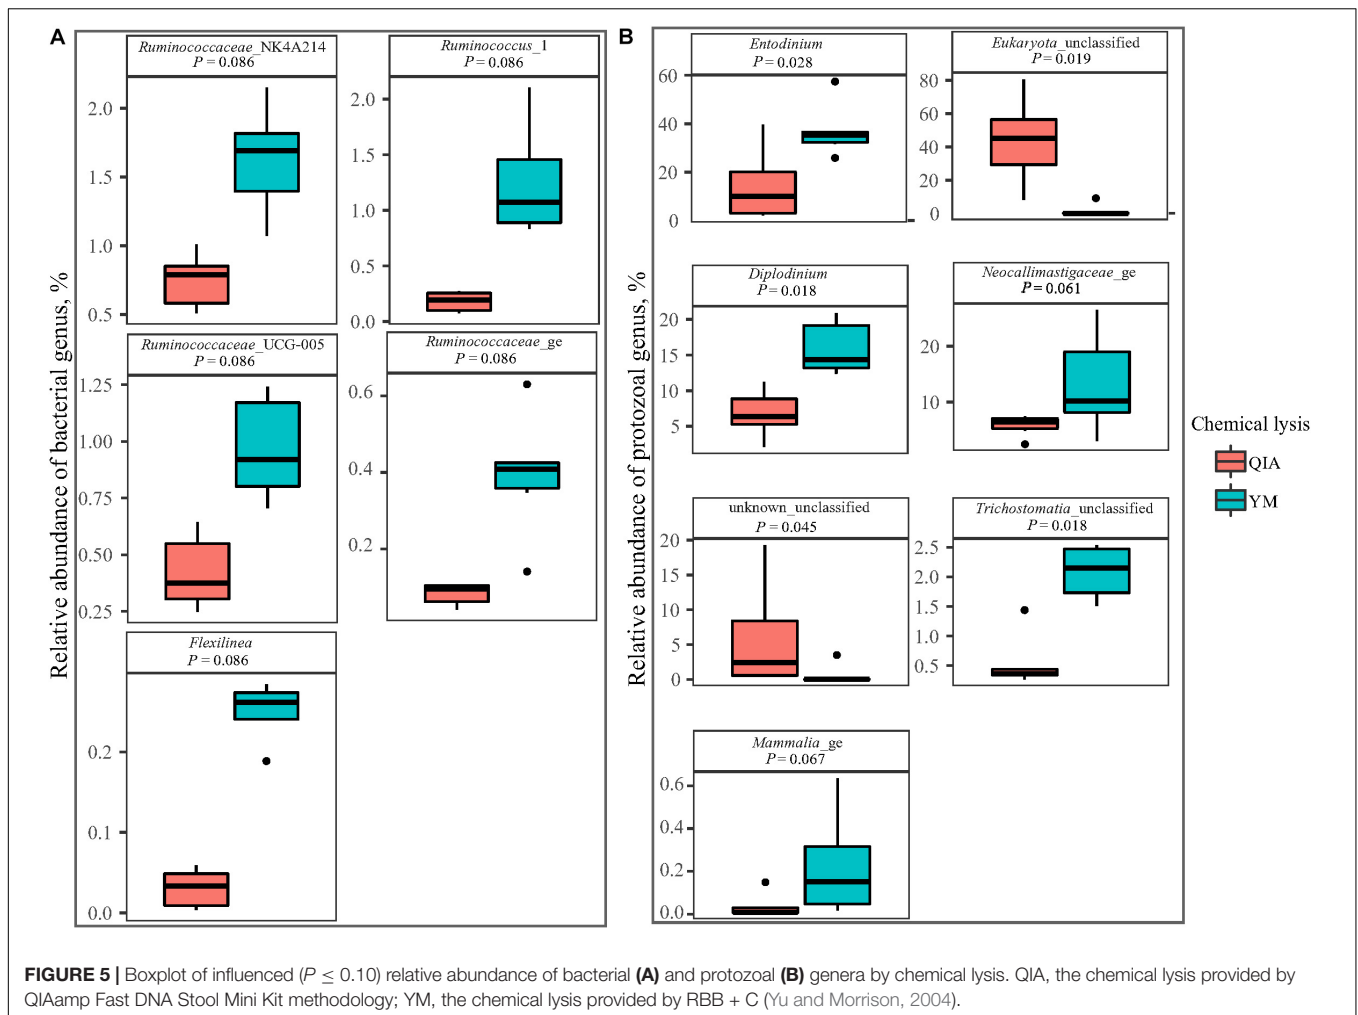 A
Relative abundance of bacterial genus, %
Ruminococcaceae_NK4A214
P = 0.086
2.0
1.5
1.0
0.5
Ruminococcus_1
P = 0.086
2.0
1.5
1.0
0.5
0.0
Ruminococcaceae_UCG-005
P = 0.086
1.25
1.00
0.75
0.50
0.25
Ruminococcaceae_ge
P = 0.086
0.6
0.4
0.2
Flexilinea
P = 0.086
0.2
0.1
0.0
B
Relative abundance of protozoal genus, %
Entodinium
P = 0.028
60
40
20
0
Eukaryota_unclassified
P = 0.019
80
60
40
20
0
Diplodinium
P = 0.018
20
15
10
5
Neocallimastigaceae_ge
P = 0.061
20
10
unknown_unclassified
P = 0.045
20
15
10
5
0
Trichostomatia_unclassified
P = 0.018
2.5
2.0
1.5
1.0
0.5
Mammalia_ge
P = 0.067
0.6
0.4
0.2
0.0
Chemical lysis
QIA
YM
FIGURE 5 | Boxplot of influenced (P ≤ 0.10) relative abundance of bacterial (A) and protozoal (B) genera by chemical lysis. QIA, the chemical lysis provided by
QIAamp Fast DNA Stool Mini Kit methodology; YM, the chemical lysis provided by RBB + C (Yu and Morrison, 2004).